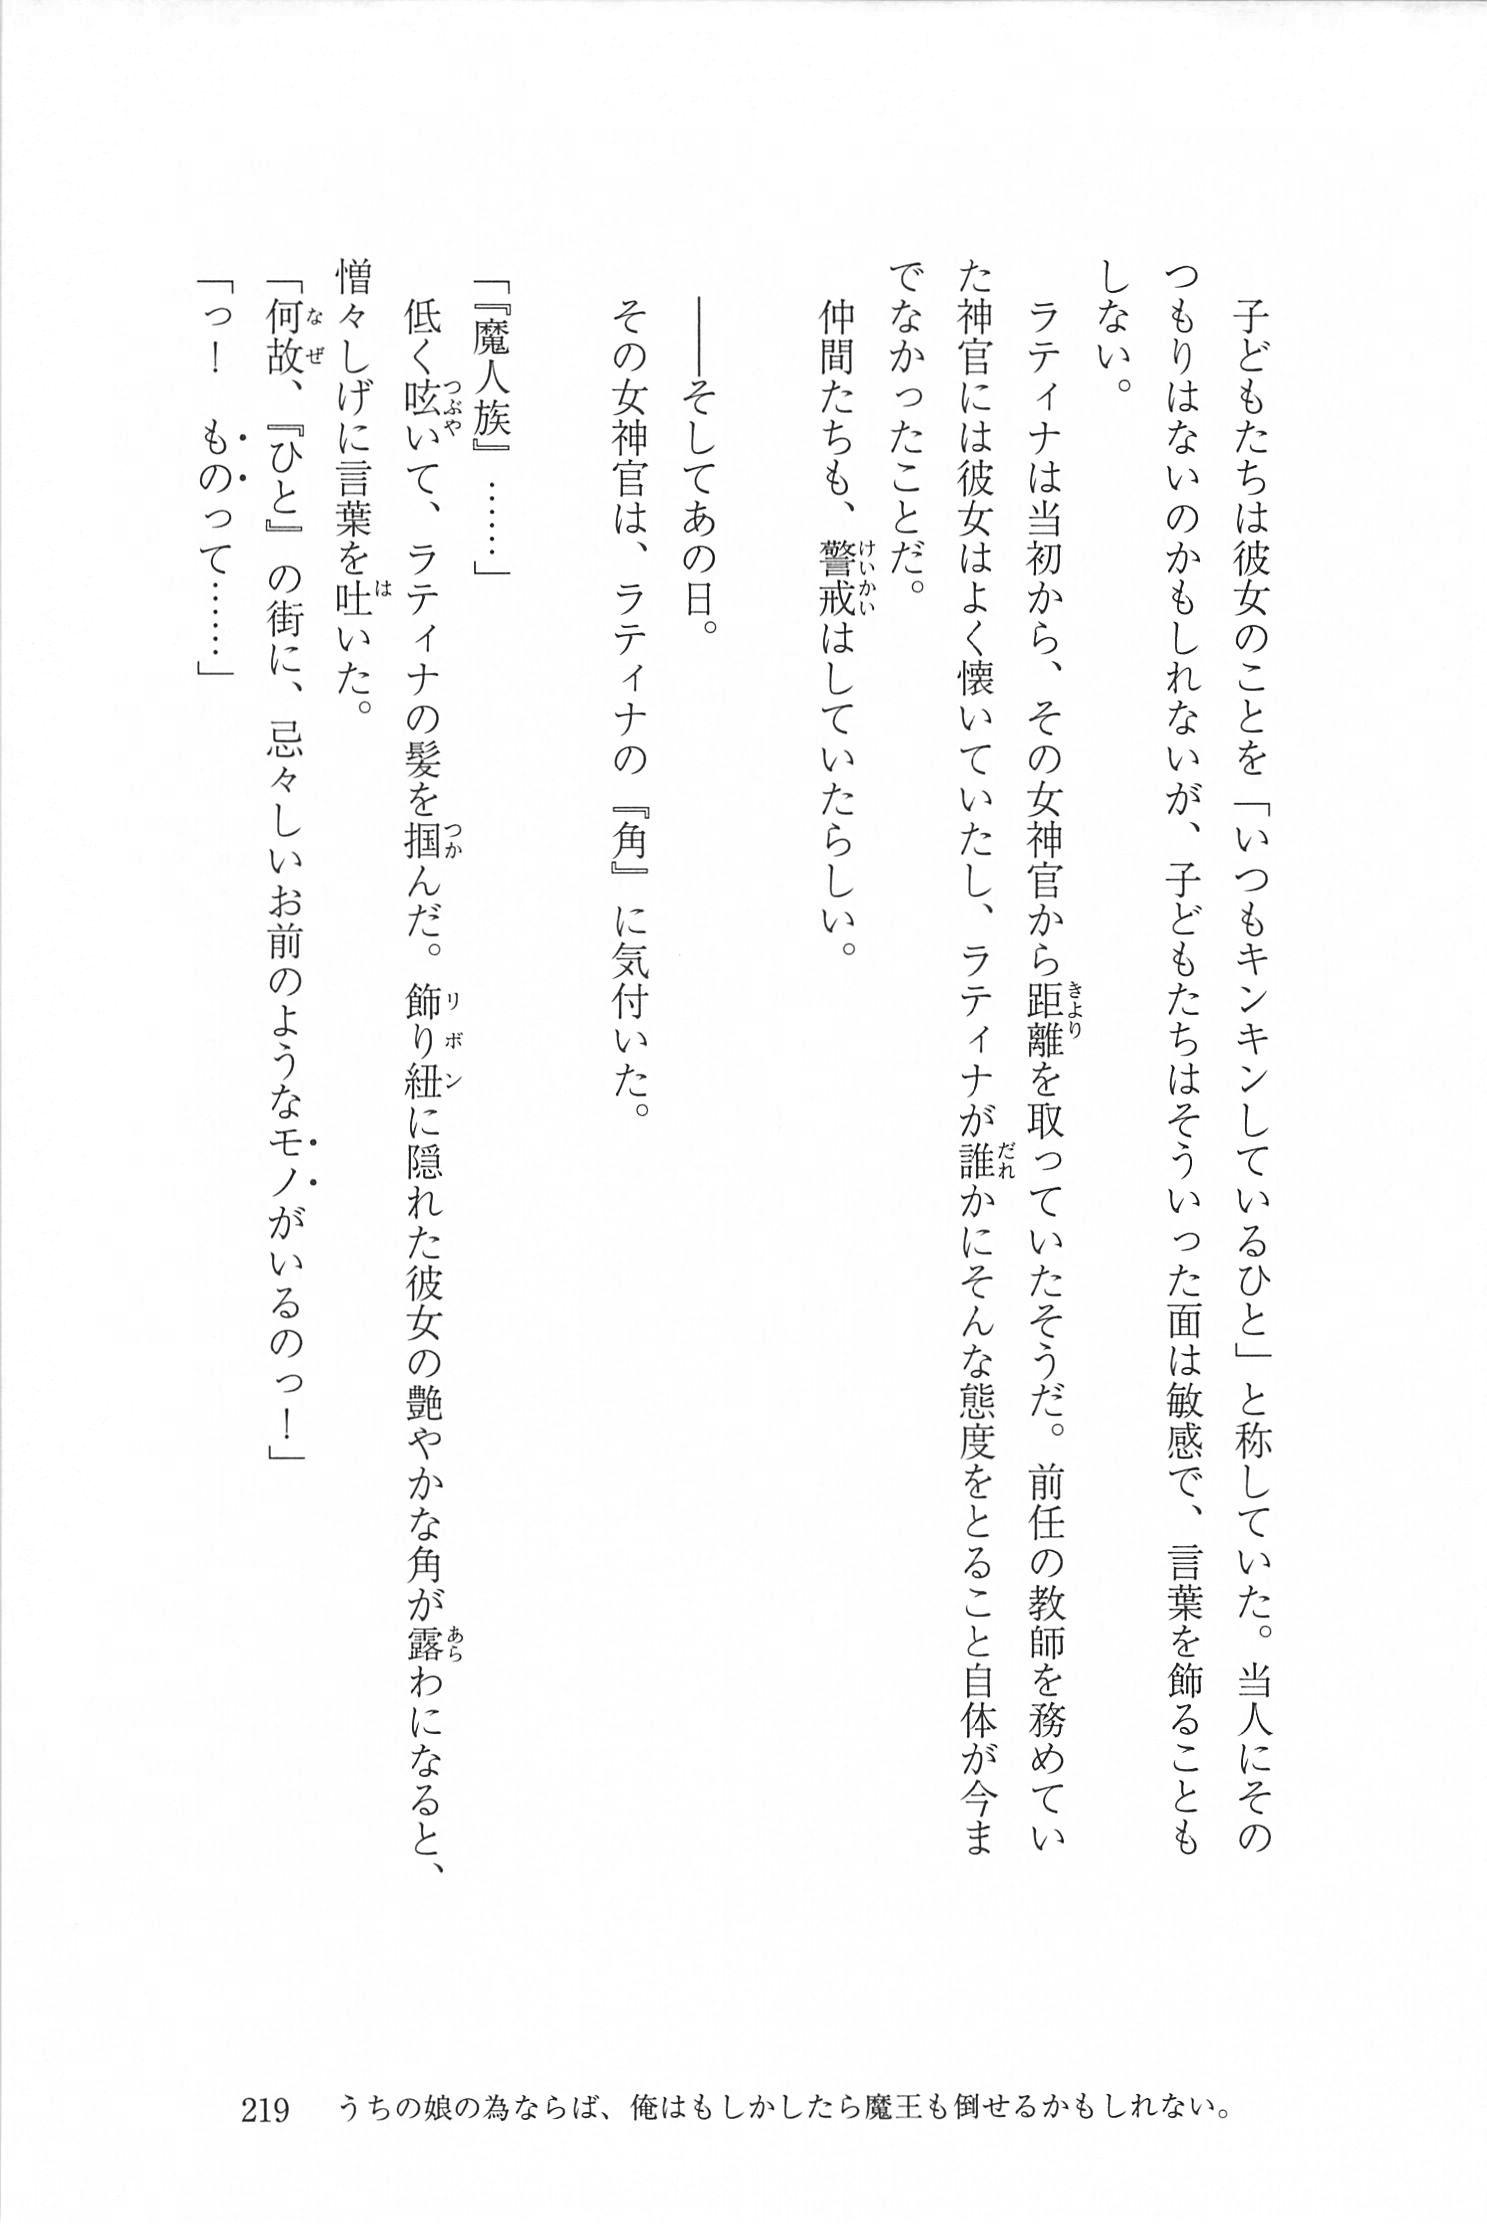 子どもたちは彼女のことを「いつもキンキンしているひと」と称していた。当人にその
つもりはないのかもしれないが、子どもたちはそういった面は敏感で、言葉を飾ることも
しない。
　ラティナは当初から、その女神官から距離を取っていたそうだ。前任の教師を務めてい
た神官には彼女はよく懐いていたし、ラティナが誰かにそんな態度をとること自体が今ま
でなかったことだ。
　仲間たちも、警戒はしていたらしい。
　――そしてあの日。
　その女神官は、ラティナの『角』に気付いた。
「『魔人族』……」
　低く呟いて、ラティナの髪を掴んだ。飾り紐に隠れた彼女の艶やかな角が露わになると、
憎々しげに言葉を吐いた。
「何故、『ひと』の街に、忌々しいお前のようなモノがいるのっ！」
「っ！　ものって……」
219　うちの娘の為ならば、俺はもしかしたら魔王も倒せるかもしれない。